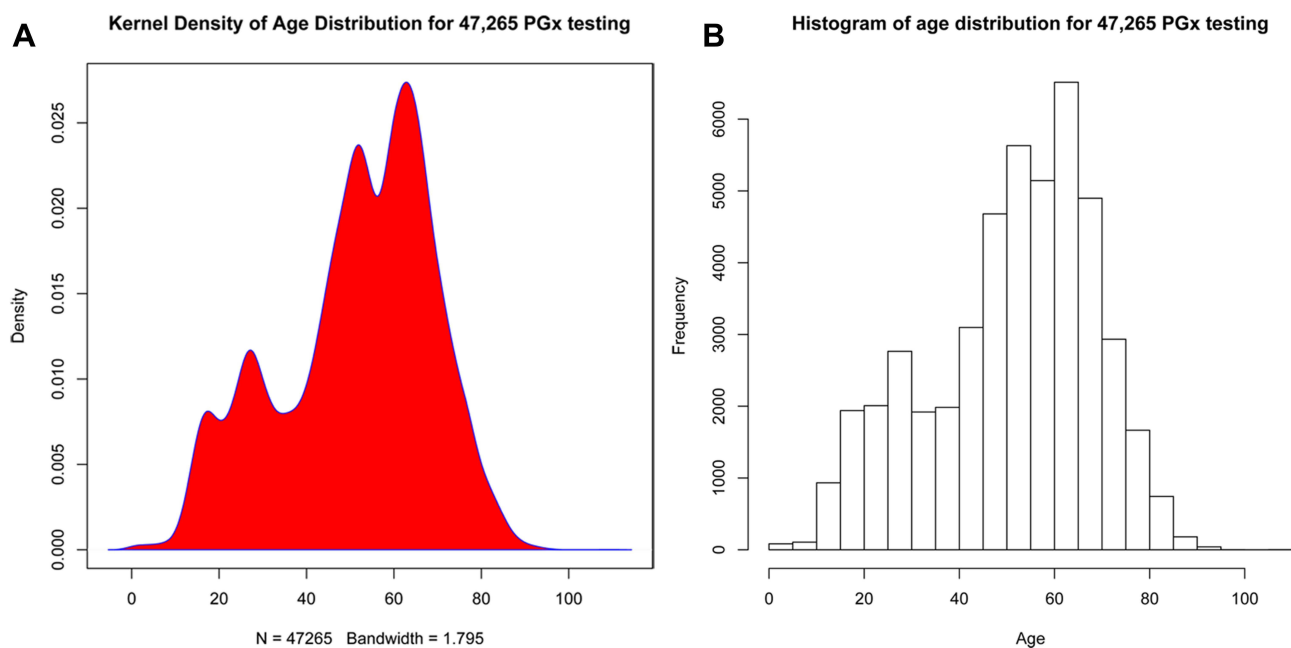 A
Kernel Density of Age Distribution for 47,265 PGx testing
Density
0.025
0.020
0.015
0.010
0.005
0.000
0 20 40 60 80 100
N = 47265 Bandwidth = 1.795
B
Histogram of age distribution for 47,265 PGx testing
Frequency
6000
5000
4000
3000
2000
1000
0
0 20 40 60 80 100
Age